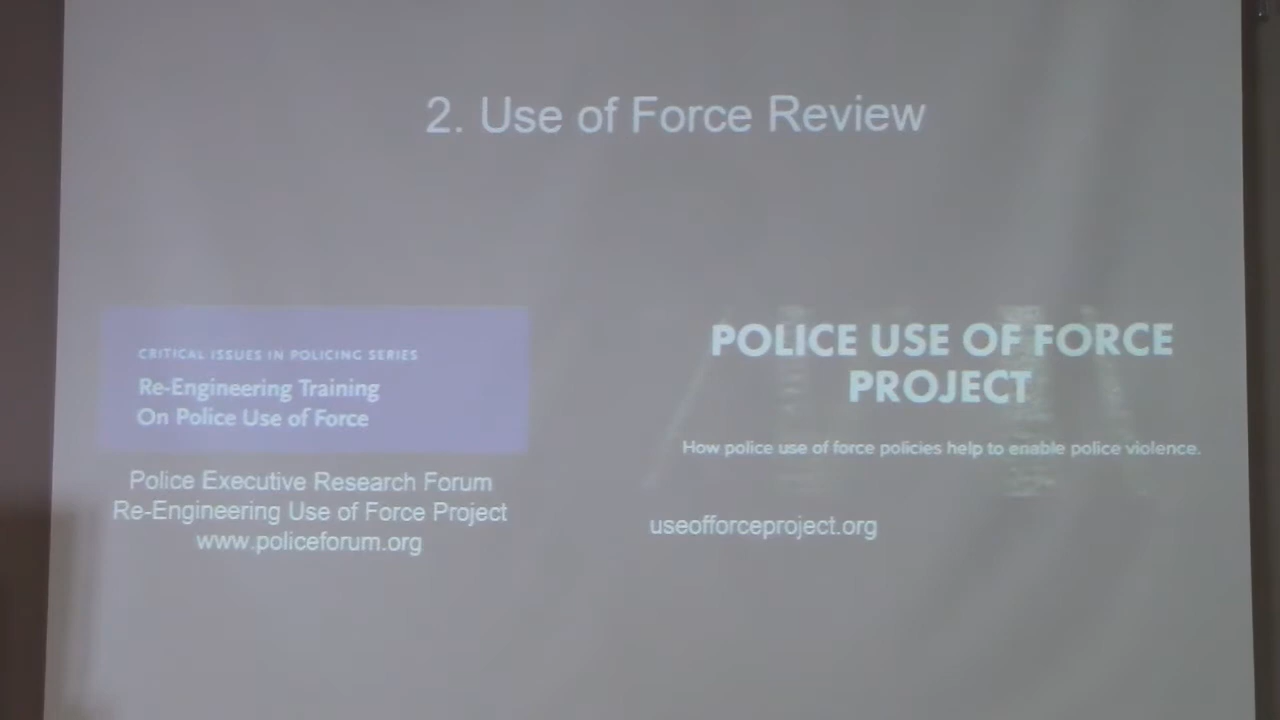 2. Use of Force Review
CRITICAL ISSUES IN POLICING SERIES
Re-Engineering Training
On Police Use of Force
Police Executive Research Forum
Re-Engineering Use of Force Project
www.policeforum.org
POLICE USE OF FORCE
PROJECT
How police use of force policies help to enable police violence.
useofforceproject.org